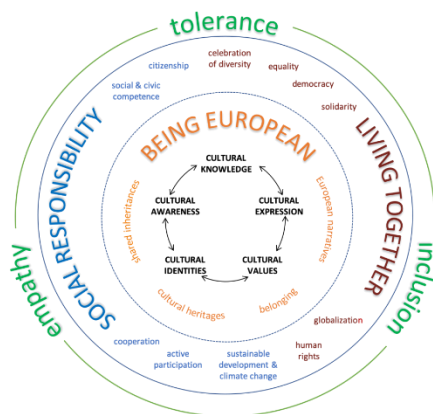 tolerance
celebration
of diversity
citizenship
equality
social & civic
competence
democracy
solidarity
BEING EUROPEAN
SOCIAL RESPONSIBILITY
LIVING TOGETHER
CULTURAL
KNOWLEDGE
CULTURAL
AWARENESS
CULTURAL
EXPRESSION
shared inheritances
European narratives
CULTURAL
IDENTITIES
CULTURAL
VALUES
empathy
inclusion
cultural heritages
belonging
globalization
cooperation
human
rights
active
participation
sustainable
development &
climate change